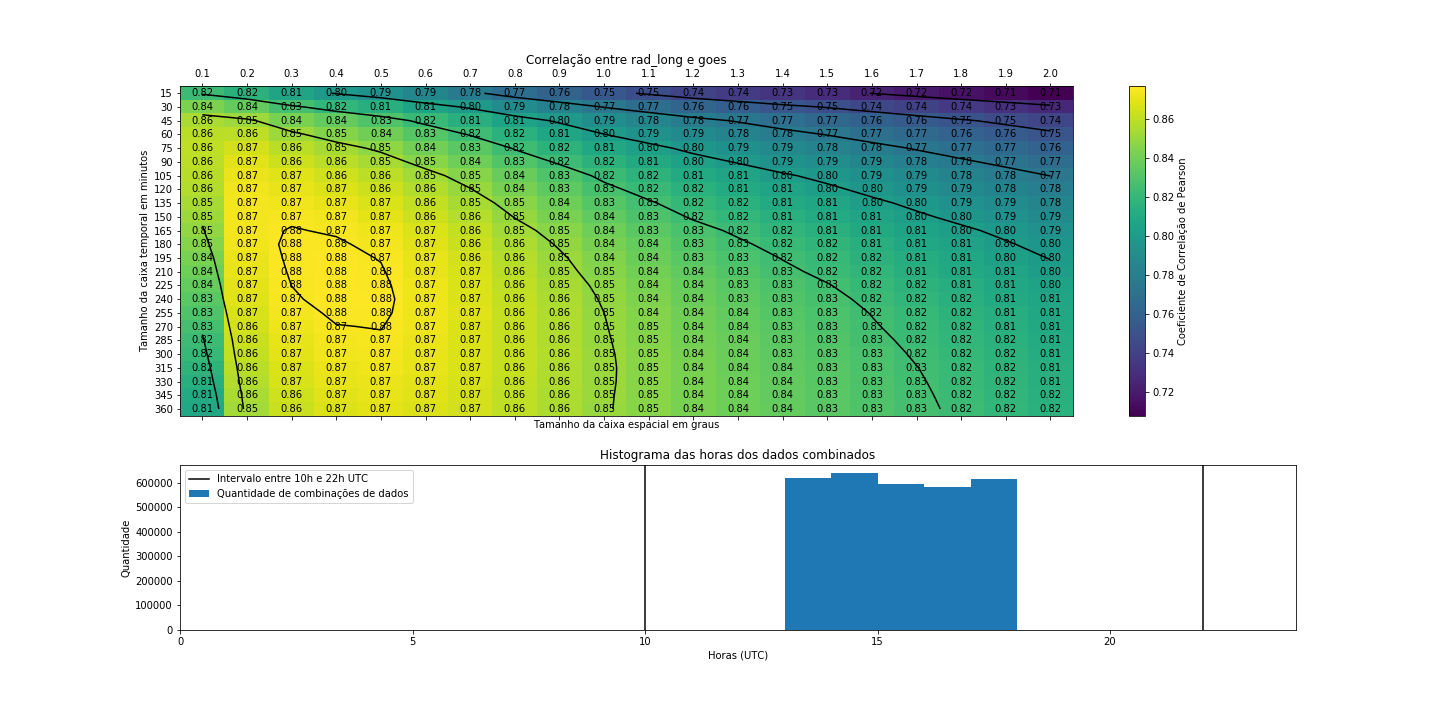 Correlação entre rad_long e goes
0.1 0.2 0.3 0.4 0.5 0.6 0.7 0.8 0.9 1.0 1.1 1.2 1.3 1.4 1.5 1.6 1.7 1.8 1.9 2.0
15 0.82 0.82 0.81 0.80 0.79 0.79 0.78 0.77 0.76 0.75 0.75 0.74 0.74 0.73 0.73 0.72 0.72 0.72 0.71 0.71
30 0.84 0.84 0.83 0.82 0.81 0.81 0.80 0.79 0.78 0.77 0.77 0.76 0.75 0.75 0.75 0.74 0.74 0.74 0.73 0.73
45 0.86 0.85 0.84 0.84 0.83 0.82 0.81 0.81 0.80 0.79 0.78 0.78 0.77 0.77 0.76 0.76 0.76 0.75 0.75 0.74
60 0.86 0.86 0.85 0.85 0.84 0.83 0.82 0.82 0.81 0.80 0.79 0.79 0.78 0.78 0.77 0.77 0.77 0.76 0.76 0.75
75 0.86 0.87 0.86 0.85 0.85 0.84 0.83 0.82 0.82 0.81 0.80 0.80 0.79 0.79 0.78 0.78 0.77 0.77 0.77 0.76
90 0.86 0.87 0.86 0.86 0.85 0.85 0.84 0.83 0.82 0.82 0.81 0.80 0.80 0.79 0.79 0.79 0.78 0.78 0.77 0.77
105 0.86 0.87 0.87 0.86 0.86 0.85 0.84 0.84 0.83 0.82 0.82 0.81 0.81 0.80 0.80 0.79 0.79 0.78 0.78 0.77
120 0.86 0.87 0.87 0.87 0.86 0.85 0.85 0.84 0.83 0.83 0.82 0.82 0.81 0.81 0.80 0.80 0.79 0.79 0.78 0.78
135 0.85 0.87 0.87 0.87 0.86 0.86 0.85 0.85 0.84 0.83 0.83 0.82 0.82 0.81 0.81 0.80 0.80 0.79 0.79 0.78
150 0.85 0.87 0.87 0.87 0.87 0.86 0.86 0.85 0.84 0.84 0.83 0.82 0.82 0.81 0.81 0.81 0.80 0.80 0.79 0.79
165 0.85 0.87 0.88 0.87 0.87 0.87 0.86 0.85 0.85 0.84 0.83 0.83 0.82 0.82 0.81 0.81 0.81 0.80 0.80 0.79
180 0.85 0.87 0.88 0.88 0.87 0.87 0.86 0.85 0.85 0.84 0.84 0.83 0.83 0.82 0.82 0.81 0.81 0.81 0.80 0.80
195 0.84 0.87 0.88 0.88 0.87 0.87 0.86 0.86 0.85 0.84 0.84 0.83 0.83 0.82 0.82 0.82 0.81 0.81 0.80 0.80
210 0.84 0.87 0.88 0.88 0.88 0.87 0.86 0.86 0.85 0.85 0.84 0.84 0.83 0.83 0.82 0.82 0.81 0.81 0.81 0.80
225 0.84 0.87 0.87 0.88 0.88 0.87 0.87 0.86 0.85 0.85 0.84 0.84 0.83 0.83 0.82 0.82 0.82 0.81 0.81 0.80
240 0.83 0.87 0.87 0.88 0.88 0.87 0.87 0.86 0.86 0.85 0.84 0.84 0.83 0.83 0.83 0.82 0.82 0.81 0.81 0.81
255 0.83 0.87 0.87 0.88 0.88 0.87 0.87 0.86 0.86 0.85 0.84 0.84 0.84 0.83 0.83 0.82 0.82 0.82 0.81 0.81
270 0.83 0.86 0.87 0.87 0.88 0.87 0.87 0.86 0.86 0.85 0.85 0.84 0.84 0.83 0.83 0.83 0.82 0.82 0.81 0.81
285 0.82 0.86 0.87 0.87 0.87 0.87 0.87 0.86 0.86 0.85 0.85 0.84 0.84 0.83 0.83 0.83 0.82 0.82 0.82 0.81
300 0.82 0.86 0.87 0.87 0.87 0.87 0.87 0.86 0.86 0.85 0.85 0.84 0.84 0.83 0.83 0.83 0.82 0.82 0.82 0.81
315 0.82 0.86 0.87 0.87 0.87 0.87 0.87 0.86 0.86 0.85 0.85 0.84 0.84 0.84 0.83 0.83 0.83 0.82 0.82 0.81
330 0.81 0.86 0.87 0.87 0.87 0.87 0.87 0.86 0.86 0.85 0.85 0.84 0.84 0.84 0.83 0.83 0.83 0.82 0.82 0.81
345 0.81 0.86 0.86 0.87 0.87 0.87 0.87 0.86 0.86 0.85 0.85 0.84 0.84 0.84 0.83 0.83 0.83 0.82 0.82 0.82
360 0.81 0.85 0.86 0.87 0.87 0.87 0.87 0.86 0.86 0.85 0.85 0.84 0.84 0.84 0.83 0.83 0.83 0.82 0.82 0.82
Tamanho da caixa temporal em minutos
Tamanho da caixa espacial em graus
0.86
0.84
0.82
0.80
0.78
0.76
0.74
0.72
Coeficiente de Correlação de Pearson
Histograma das horas dos dados combinados
Intervalo entre 10h e 22h UTC
Quantidade de combinações de dados
600000
500000
400000
300000
200000
100000
0
Quantidade
0 5 10 15 20
Horas (UTC)